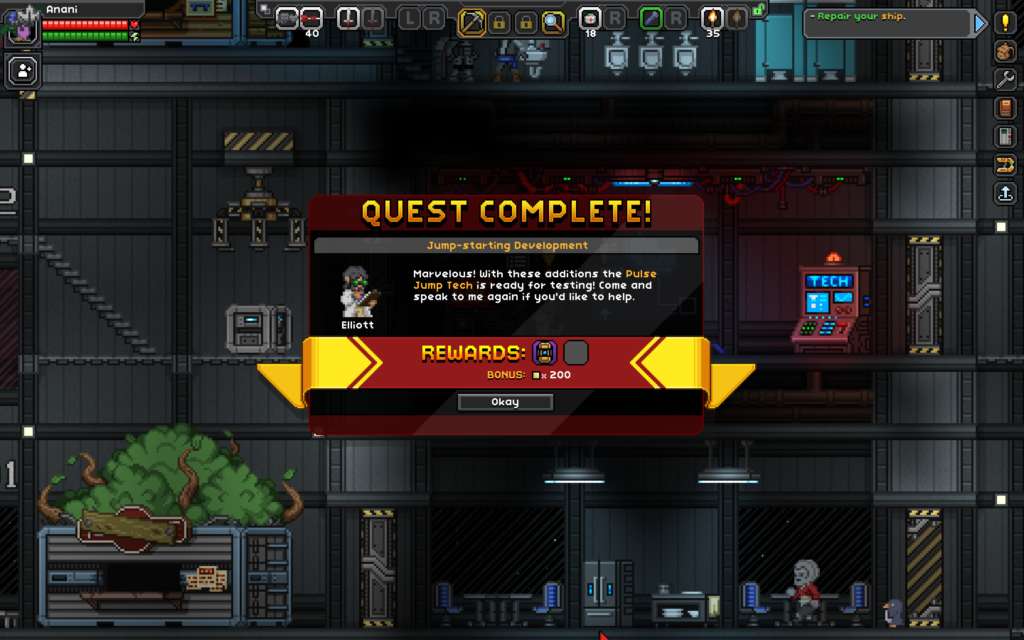 Anani
40
L R
R
18
R
35
- Repair your ship.
QUEST COMPLETE!
Jump-starting Development
Marvelous! With these additions the Pulse
Jump Tech is ready for testing! Come and
speak to me again if you'd like to help.
Elliott
TECH
REWARDS:
BONUS: x 200
Okay